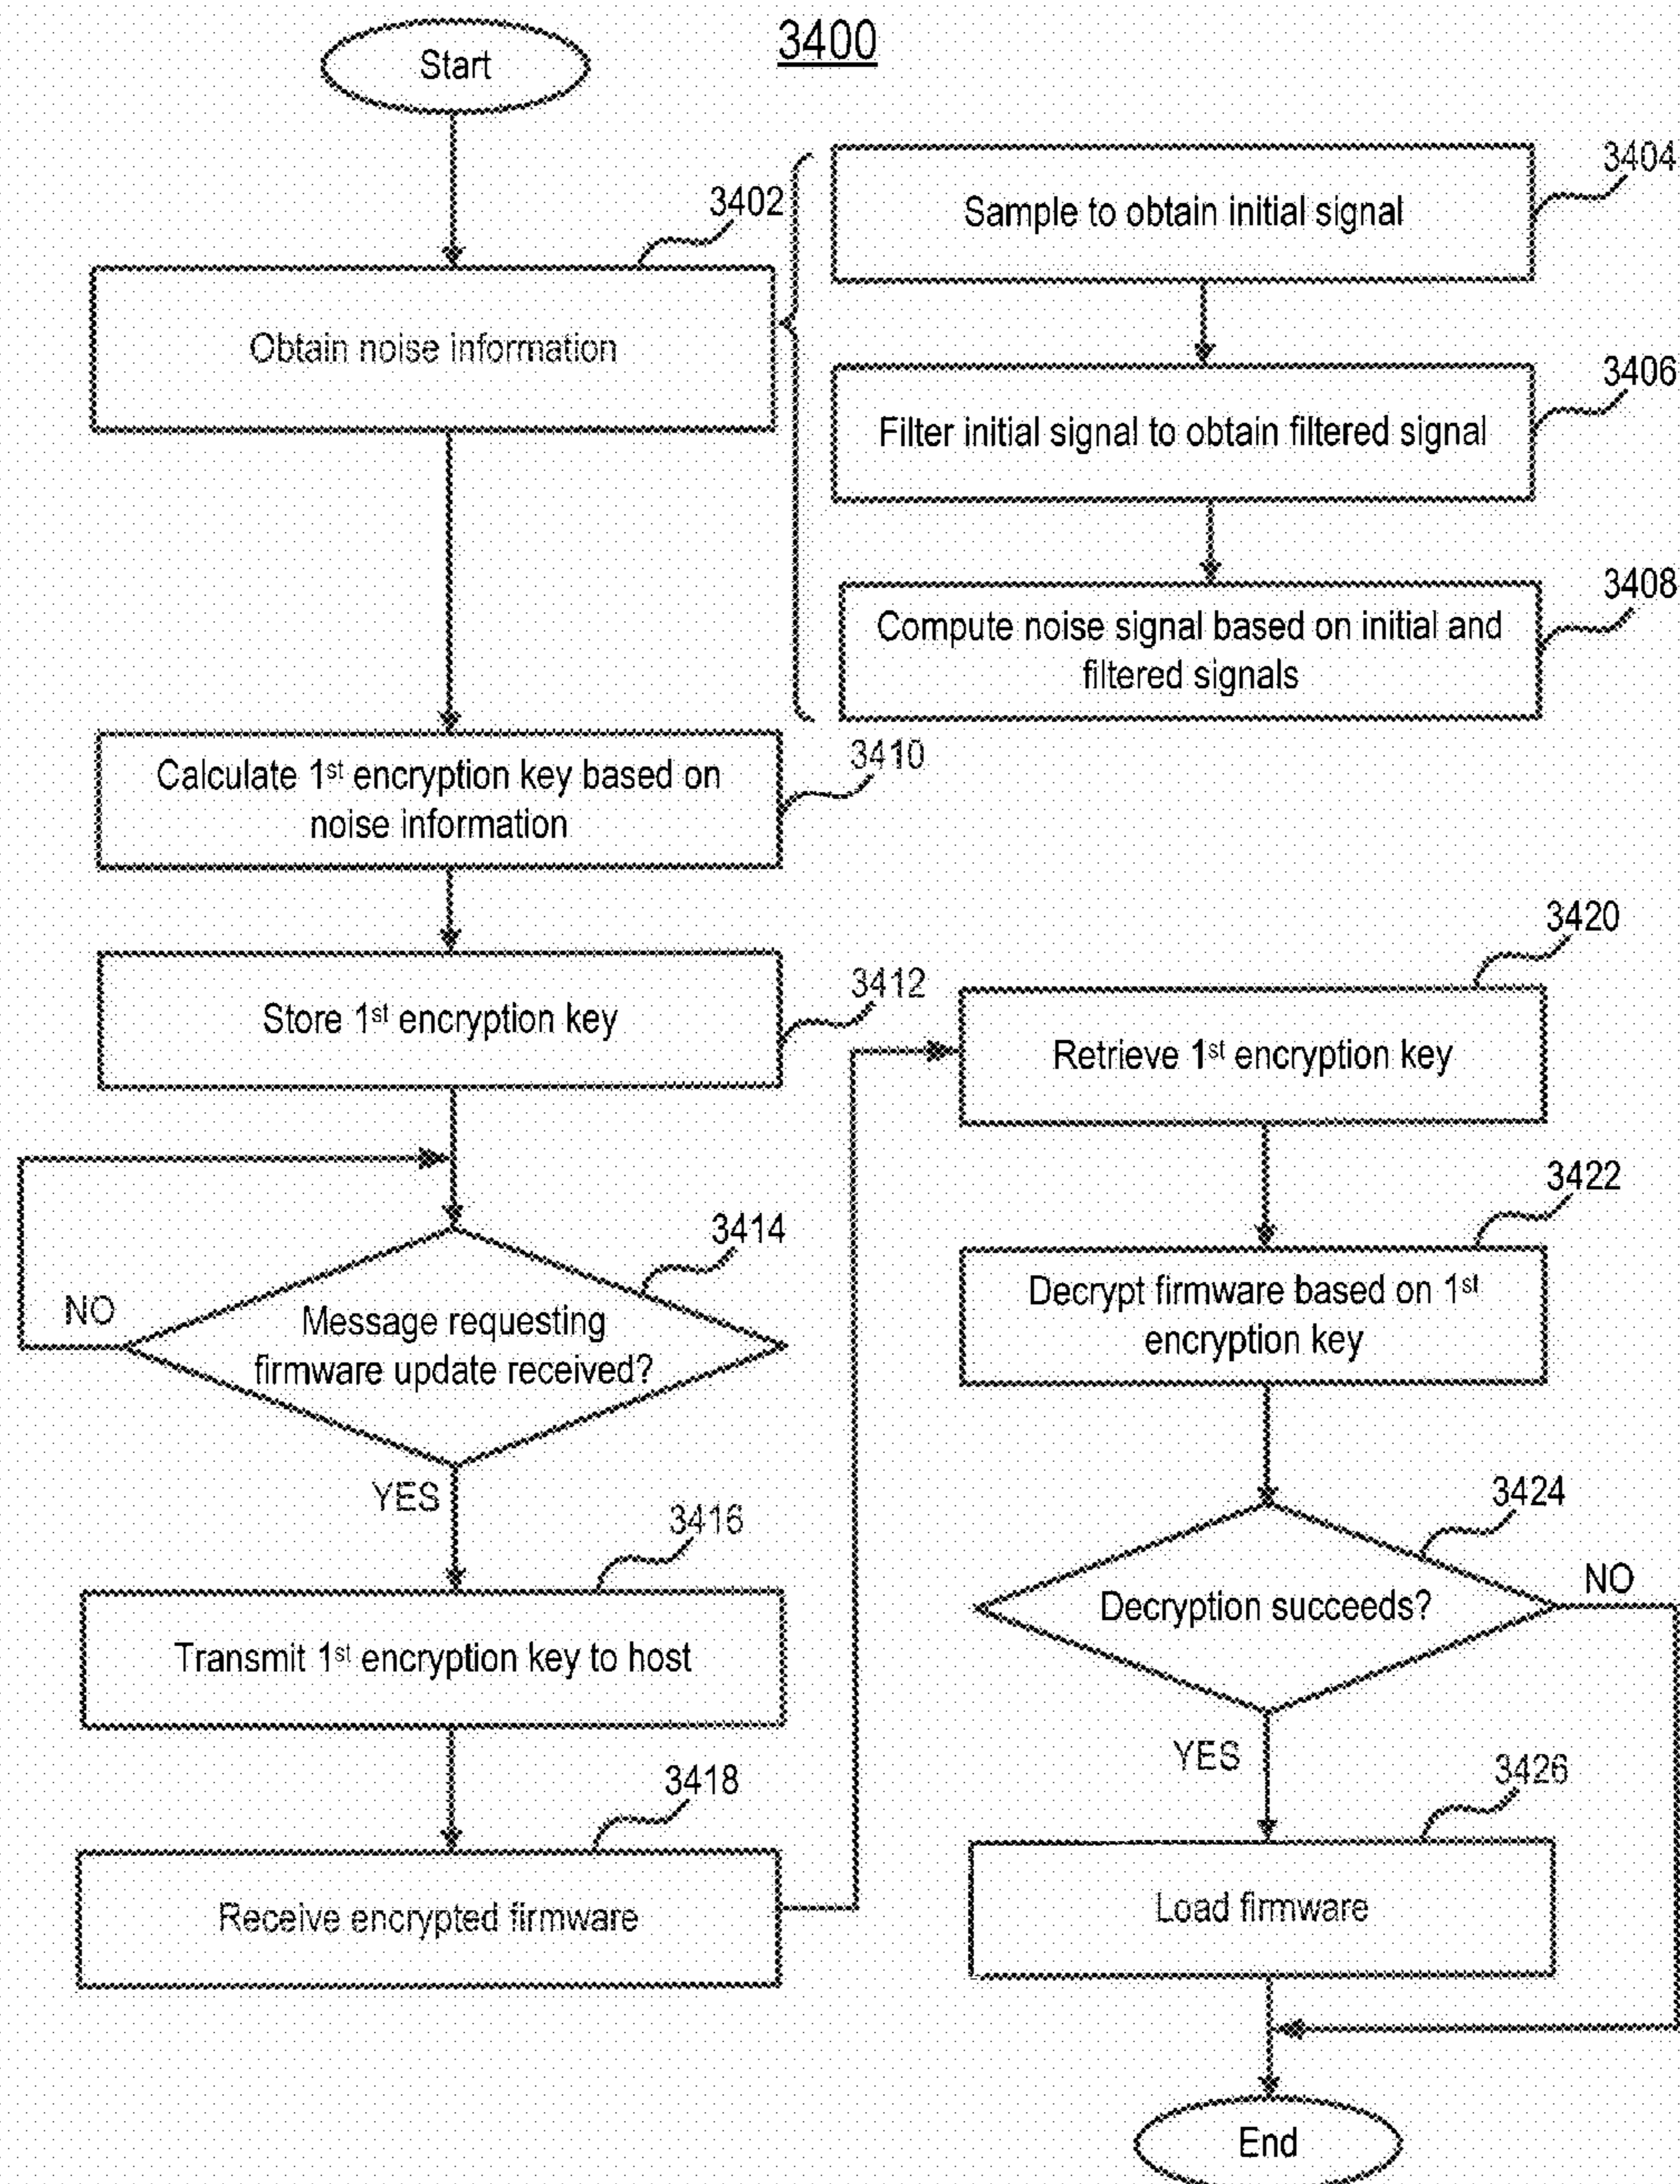 3400
Start
3402
Obtain noise information
3404
Sample to obtain initial signal
3406
Filter initial signal to obtain filtered signal
3408
Compute noise signal based on initial and
filtered signals
3410
Calculate 1st encryption key based on
noise information
3412
Store 1st encryption key
3414
Message requesting
firmware update received?
NO
YES
3416
Transmit 1st encryption key to host
3418
Receive encrypted firmware
3420
Retrieve 1st encryption key
3422
Decrypt firmware based on 1st
encryption key
3424
Decryption succeeds?
NO
YES
3426
Load firmware
End